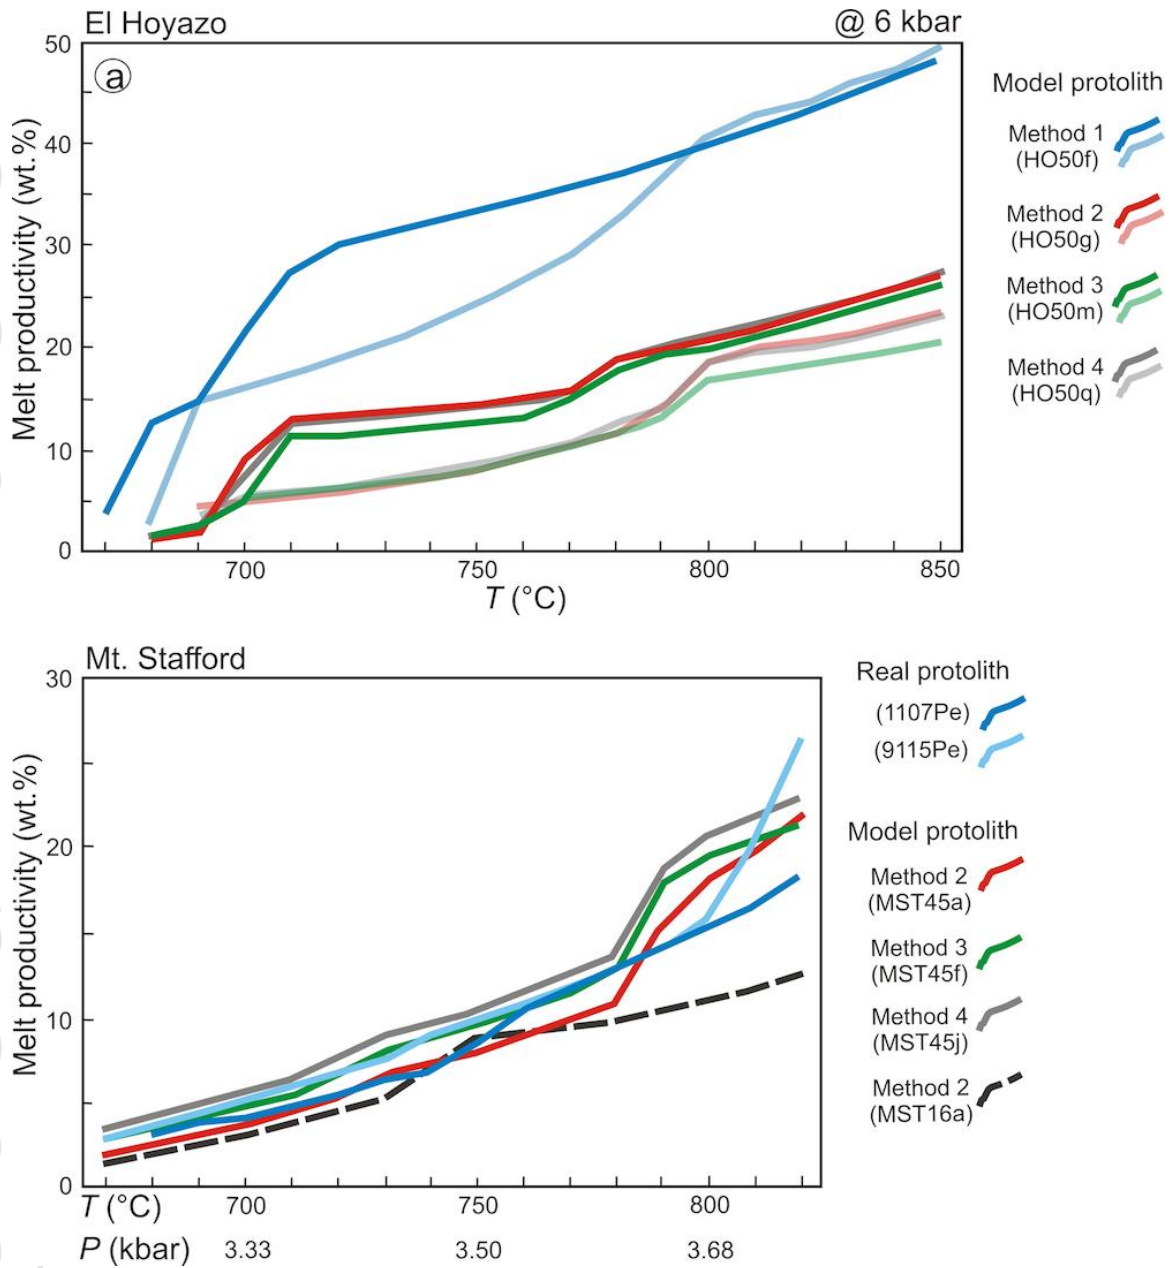 El Hoyazo
@ 6 kbar
a
Melt productivity (wt.%)
50
40
30
20
10
0
700
750
800
850
T (°C)
Model protolith
Method 1
(HO50f)
Method 2
(HO50g)
Method 3
(HO50m)
Method 4
(HO50q)
Mt. Stafford
Melt productivity (wt.%)
30
20
10
0
T (°C)
700
750
800
P (kbar)
3.33
3.50
3.68
Real protolith
(1107Pe)
(9115Pe)
Model protolith
Method 2
(MST45a)
Method 3
(MST45f)
Method 4
(MST45j)
Method 2
(MST16a)